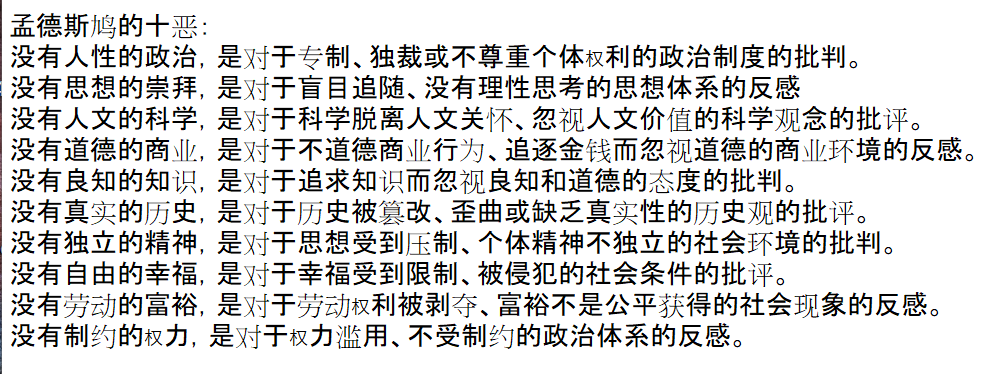 孟德斯鸠的十恶：
没有人性的政治，是对于专制、独裁或不尊重个体权利的政治制度的批判。
没有思想的崇拜，是对于盲目追随、没有理性思考的思想体系的反感
没有人文的科学，是对于科学脱离人文关怀、忽视人文价值的科学观念的批评。
没有道德的商业，是对于不道德商业行为、追逐金钱而忽视道德的商业环境的反感。
没有良知的知识，是对于追求知识而忽视良知和道德的态度的批判。
没有真实的历史，是对于历史被篡改、歪曲或缺乏真实性的历史观的批评。
没有独立的精神，是对于思想受到压制、个体精神不独立的社会环境的批判。
没有自由的幸福，是对于幸福受到限制、被侵犯的社会条件的批评。
没有劳动的富裕，是对于劳动权利被剥夺、富裕不是公平获得的社会现象的反感。
没有制约的权力，是对于权力滥用、不受制约的政治体系的反感。